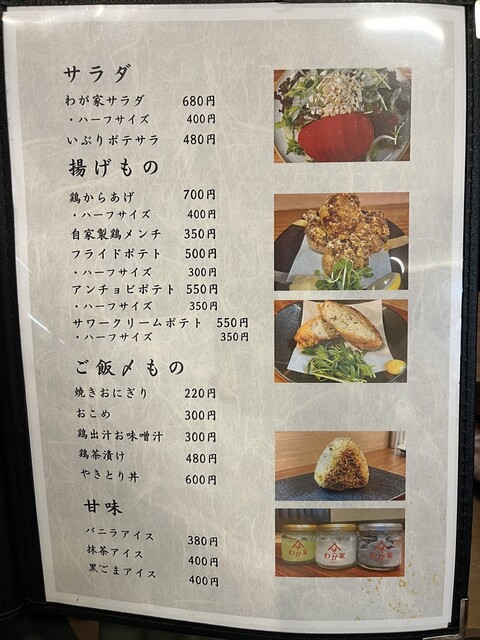 サラダ
わが家サラダ 680円
・ハーフサイズ 400円
いぶりポテサラ 480円
揚げもの
鶏からあげ 700円
・ハーフサイズ 400円
自家製鶏メンチ 350円
フライドポテト 500円
・ハーフサイズ 300円
アンチョビポテト 550円
・ハーフサイズ 350円
サワークリームポテト 550円
・ハーフサイズ 350円
ご飯〆もの
焼きおにぎり 220円
おこめ 300円
鶏出汁お味噌汁 300円
鶏茶漬け 480円
やきとり丼 600円
甘味
バニラアイス 380円
抹茶アイス 400円
黒ごまアイス 400円
わが家
わが家
わが家